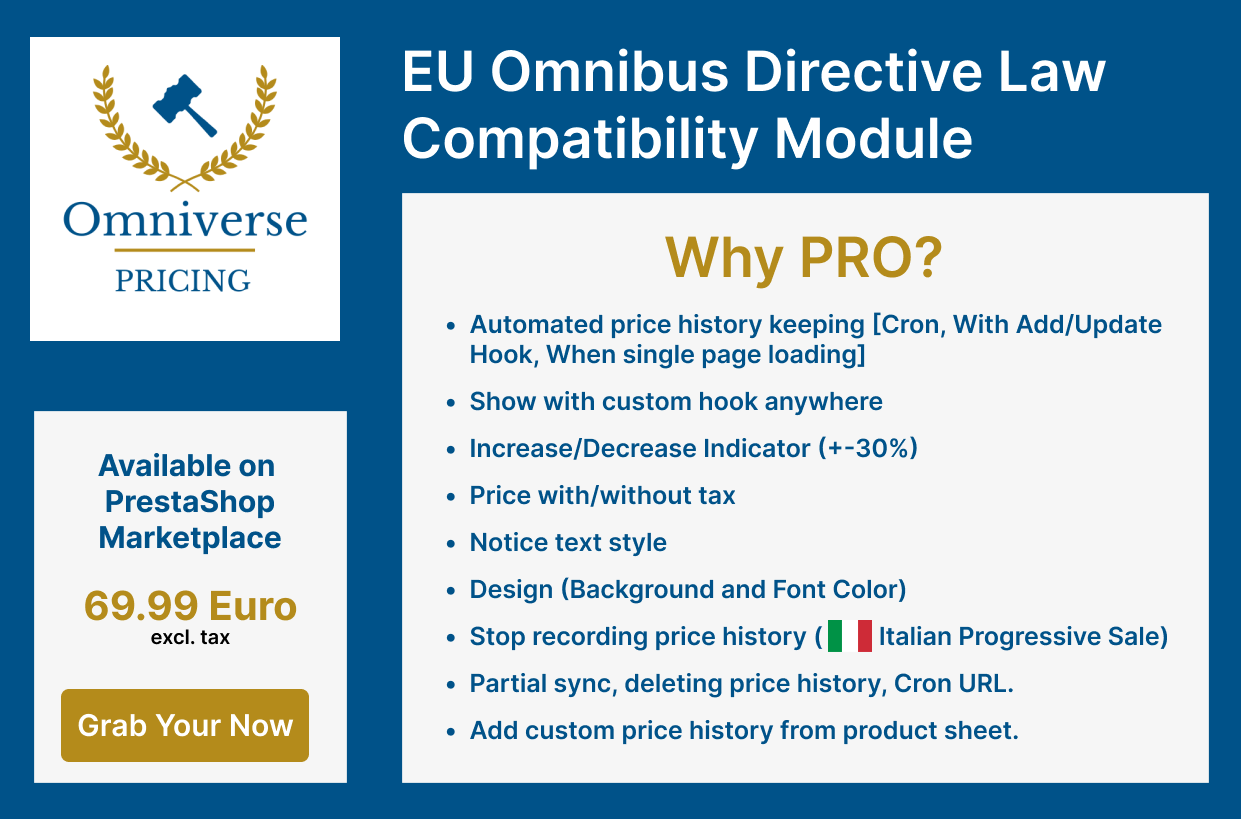 Omniverse
PRICING
EU Omnibus Directive Law
Compatibility Module
Why PRO?
• Automated price history keeping [Cron, With Add/Update
Hook, When single page loading]
• Show with custom hook anywhere
• Increase/Decrease Indicator (+-30%)
• Price with/without tax
• Notice text style
• Design (Background and Font Color)
• Stop recording price history ( Italian Progressive Sale)
• Partial sync, deleting price history, Cron URL.
• Add custom price history from product sheet.
Available on
PrestaShop
Marketplace
69.99 Euro
excl. tax
Grab Your Now